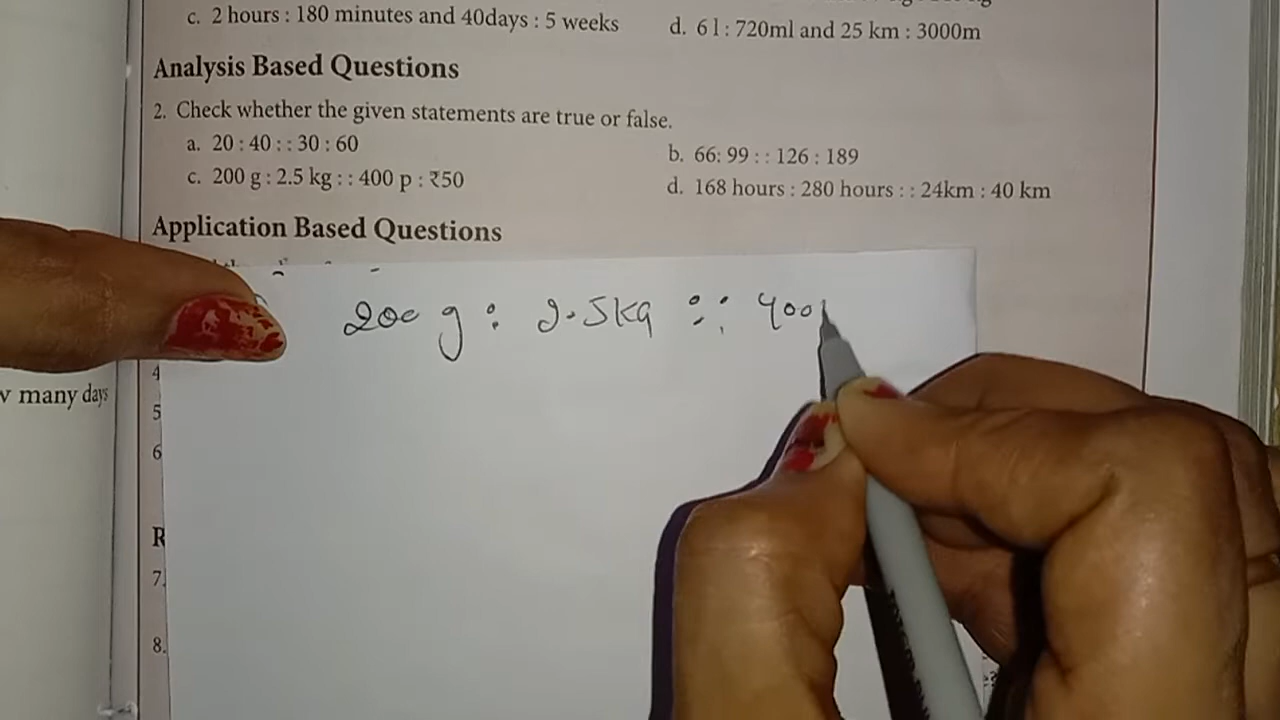 c. 2 hours : 180 minutes and 40days : 5 weeks
d. 6 l : 720ml and 25 km : 3000m
Analysis Based Questions
2. Check whether the given statements are true or false.
a. 20 : 40 : : 30 : 60
b. 66: 99 : : 126 : 189
c. 200 g : 2.5 kg : : 400 p : ₹50
d. 168 hours : 280 hours : : 24km : 40 km
Application Based Questions
200 g : 2.5kg :: 400
4
many days
5
6
R
7.
8.